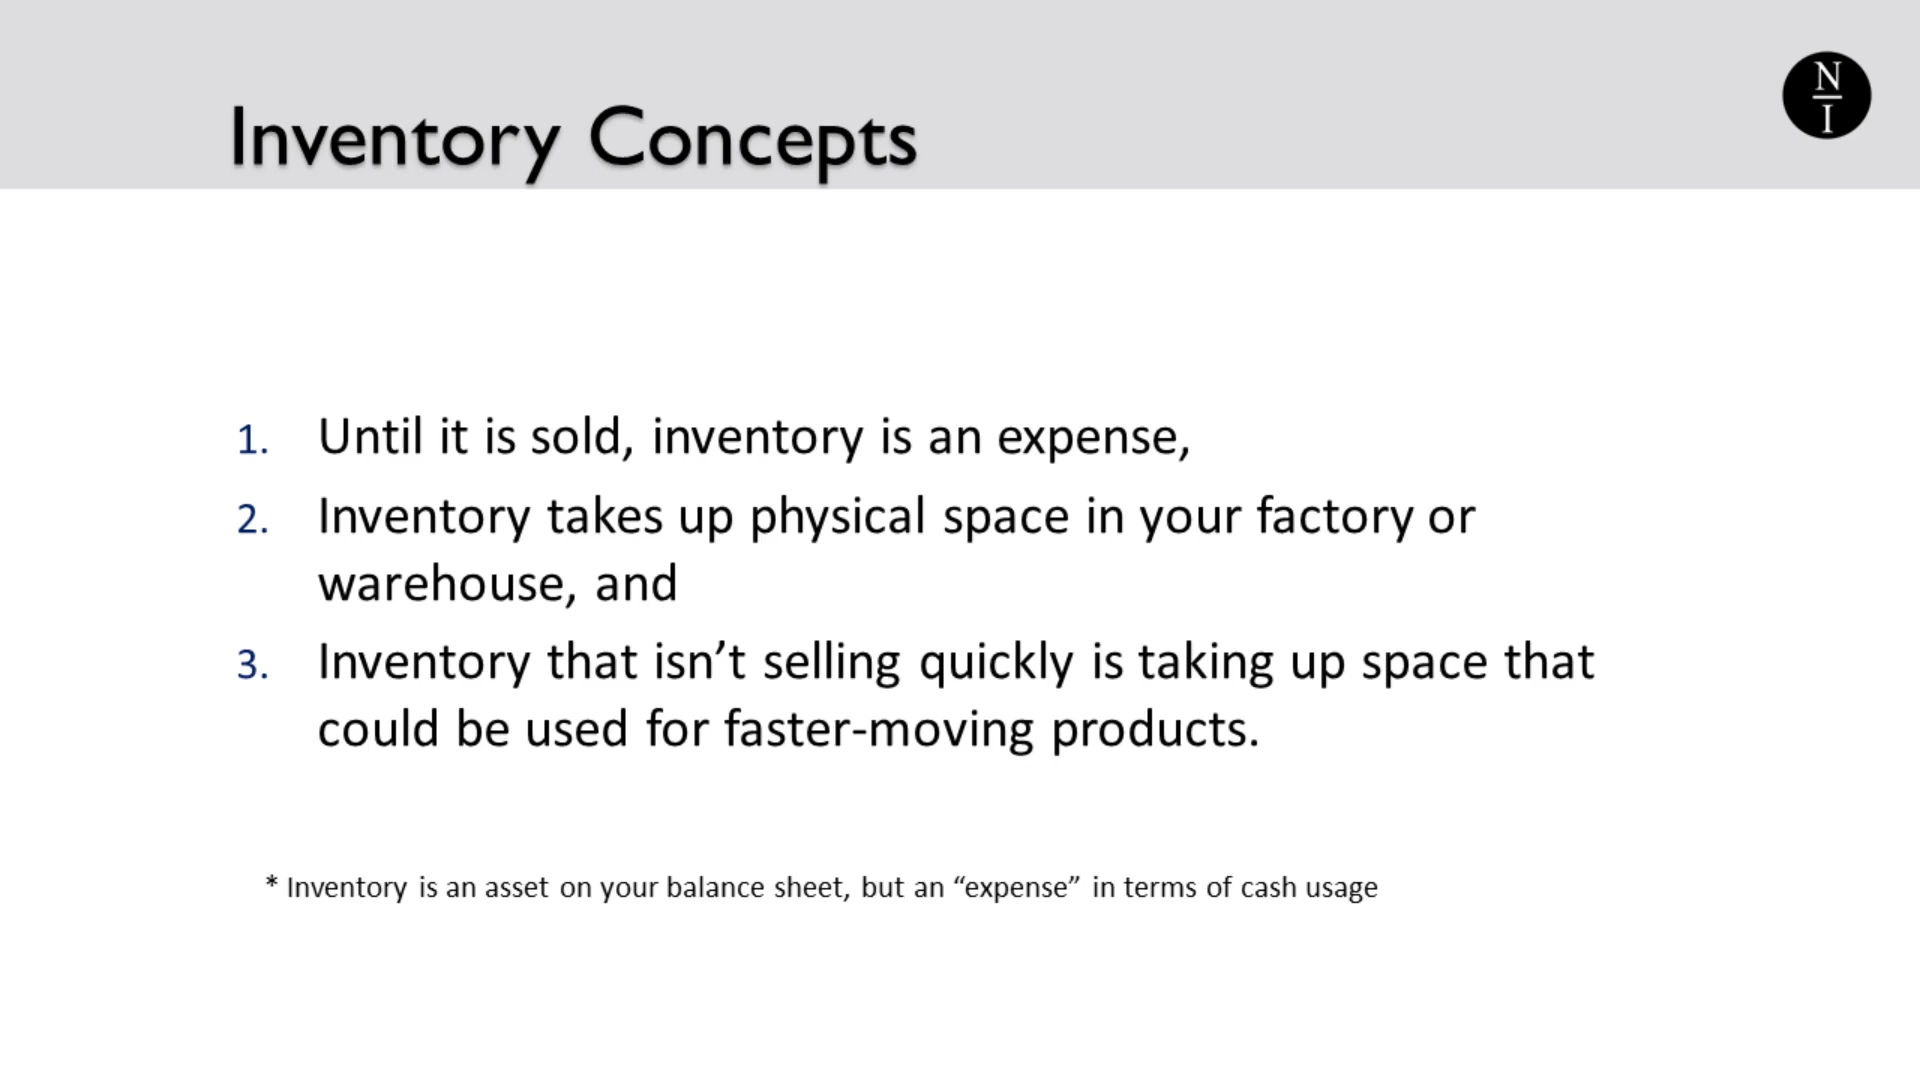 N
I
Inventory Concepts
1. Until it is sold, inventory is an expense,
2. Inventory takes up physical space in your factory or
warehouse, and
3. Inventory that isn’t selling quickly is taking up space that
could be used for faster-moving products.
* Inventory is an asset on your balance sheet, but an “expense” in terms of cash usage